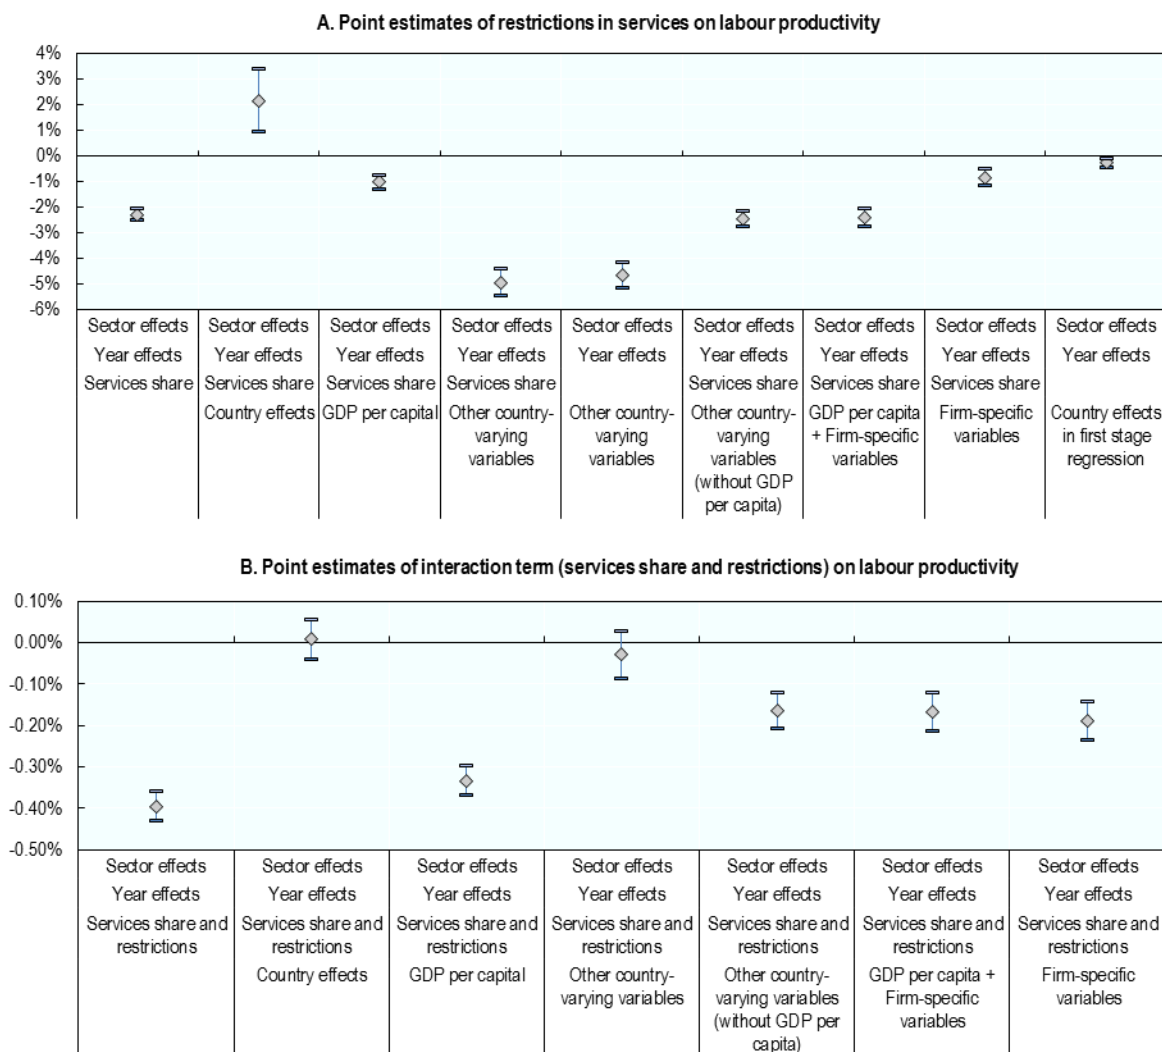 A. Point estimates of restrictions in services on labour productivity
4%
3%
2%
1%
0%
-1%
-2%
-3%
-4%
-5%
-6%
Sector effects
Year effects
Services share
Sector effects
Year effects
Services share
Country effects
Sector effects
Year effects
Services share
GDP per capital
Sector effects
Year effects
Services share
Other country-
varying
variables
Sector effects
Year effects
Other country-
varying
variables
Sector effects
Year effects
Services share
Other country-
varying
variables
(without GDP
per capita)
Sector effects
Year effects
Services share
GDP per capita
+ Firm-specific
variables
Sector effects
Year effects
Services share
Firm-specific
variables
Sector effects
Year effects
Country effects
in first stage
regression
B. Point estimates of interaction term (services share and restrictions) on labour productivity
0.10%
0.00%
-0.10%
-0.20%
-0.30%
-0.40%
-0.50%
Sector effects
Year effects
Services share and
restrictions
Sector effects
Year effects
Services share and
restrictions
Country effects
Sector effects
Year effects
Services share and
restrictions
GDP per capital
Sector effects
Year effects
Services share and
restrictions
Other country-
varying variables
Sector effects
Year effects
Services share and
restrictions
Other country-
varying variables
(without GDP per
capita)
Sector effects
Year effects
Services share and
restrictions
GDP per capita +
Firm-specific
variables
Sector effects
Year effects
Services share and
restrictions
Firm-specific
variables